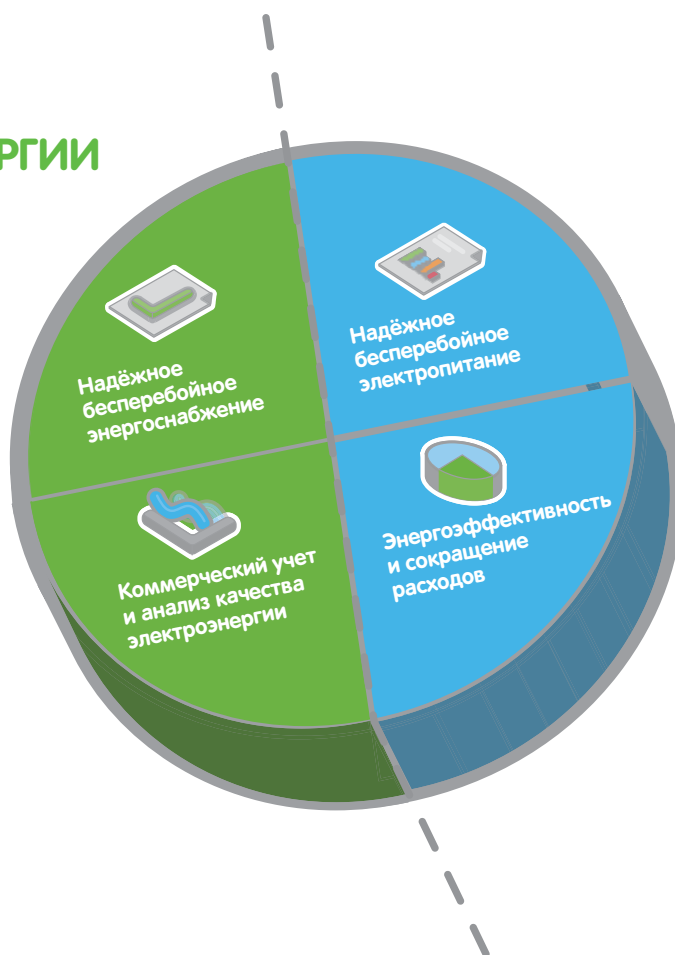 РГИИ
Надёжное
бесперебойное
энергоснабжение
Надёжное
бесперебойное
электропитание
Коммерческий учет
и анализ качества
электроэнергии
Энергоэффективность
и сокращение
расходов